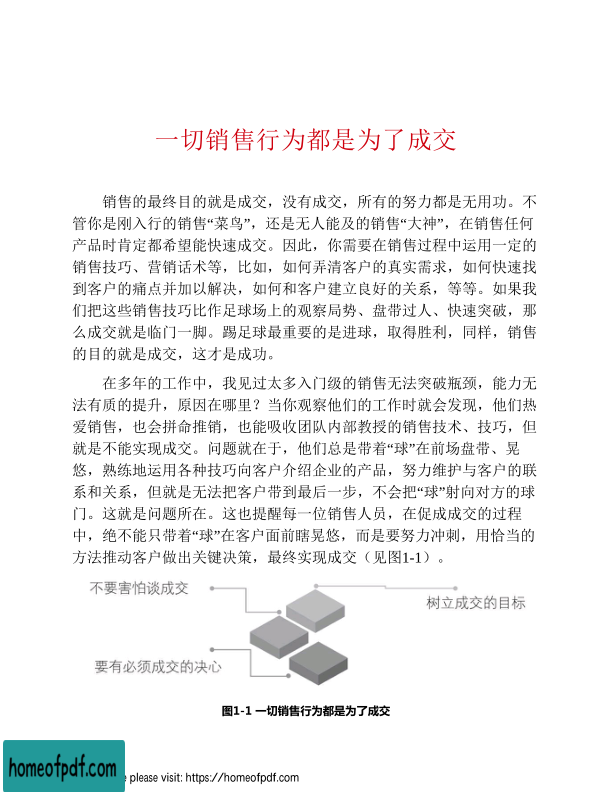 一切销售行为都是为了成交
销售的最终目的就是成交，没有成交，所有的努力都是无用功。不
管你是刚入行的销售“菜鸟”，还是无人能及的销售“大神”，在销售任何
产品时肯定都希望能快速成交。因此，你需要在销售过程中运用一定的
销售技巧、营销话术等，比如，如何弄清客户的真实需求，如何快速找
到客户的痛点并加以解决，如何和客户建立良好的关系，等等。如果我
们把这些销售技巧比作足球场上的观察局势、盘带过人、快速突破，那
么成交就是临门一脚。踢足球最重要的是进球，取得胜利，同样，销售
的目的就是成交，这才是成功。
在多年的工作中，我见过太多入门级的销售无法突破瓶颈，能力无
法有质的提升，原因在哪里？当你观察他们的工作时就会发现，他们热
爱销售，也会拼命推销，也能吸收团队内部教授的销售技术、技巧，但
就是不能实现成交。问题就在于，他们总是带着“球”在前场盘带、晃
悠，熟练地运用各种技巧向客户介绍企业的产品，努力维护与客户的联
系和关系，但就是无法把客户带到最后一步，不会把“球”射向对方的球
门。这就是问题所在。这也提醒每一位销售人员，在促成成交的过程
中，绝不能只带着“球”在客户面前瞎晃悠，而是要努力冲刺，用恰当的
方法推动客户做出关键决策，最终实现成交（见图1-1）。
不要害怕谈成交
树立成交的目标
要有必须成交的决心
图1-1 一切销售行为都是为了成交
homeofpdf.com
e please visit: https://homeofpdf.com